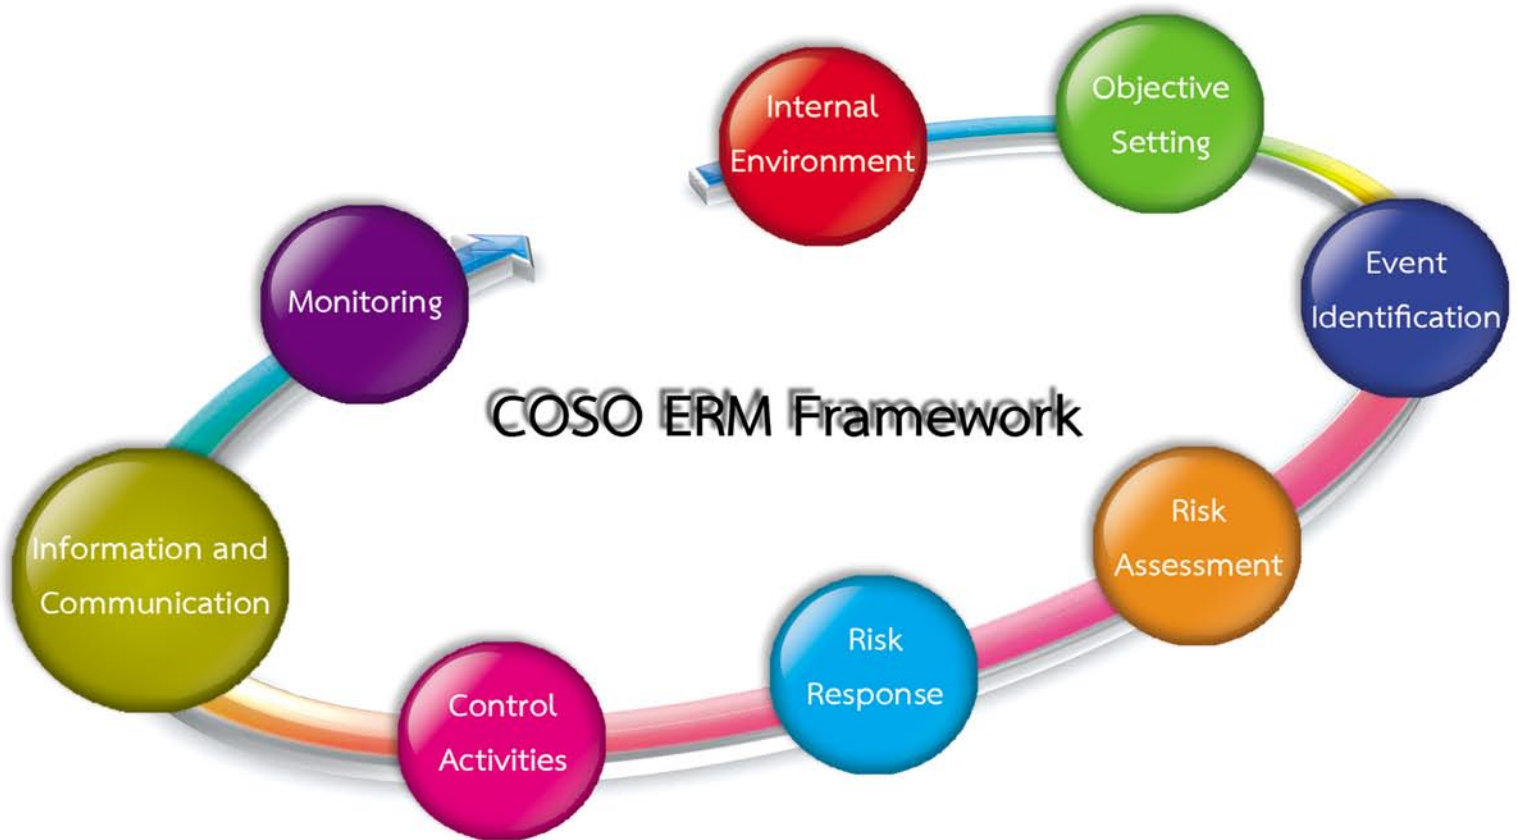 Internal
Environment
Objective
Setting
Event
Identification
Risk
Assessment
Risk
Response
Control
Activities
Information and
Communication
Monitoring
COSO ERM Framework